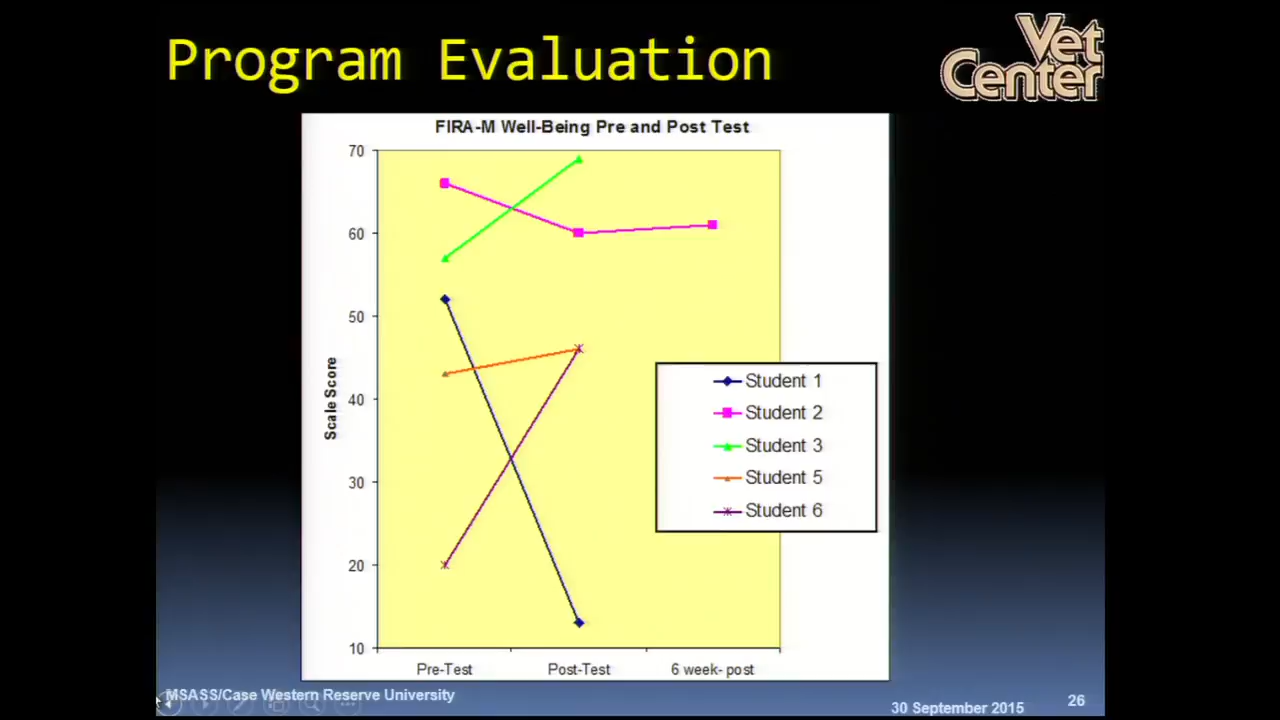 Program Evaluation
Vet
Center
FIRA-M Well-Being Pre and Post Test
70
60
50
40
30
20
10
Scale Score
Pre-Test
Post-Test
6 week- post
Student 1
Student 2
Student 3
Student 5
Student 6
MSASS/Case Western Reserve University
30 September 2015
26